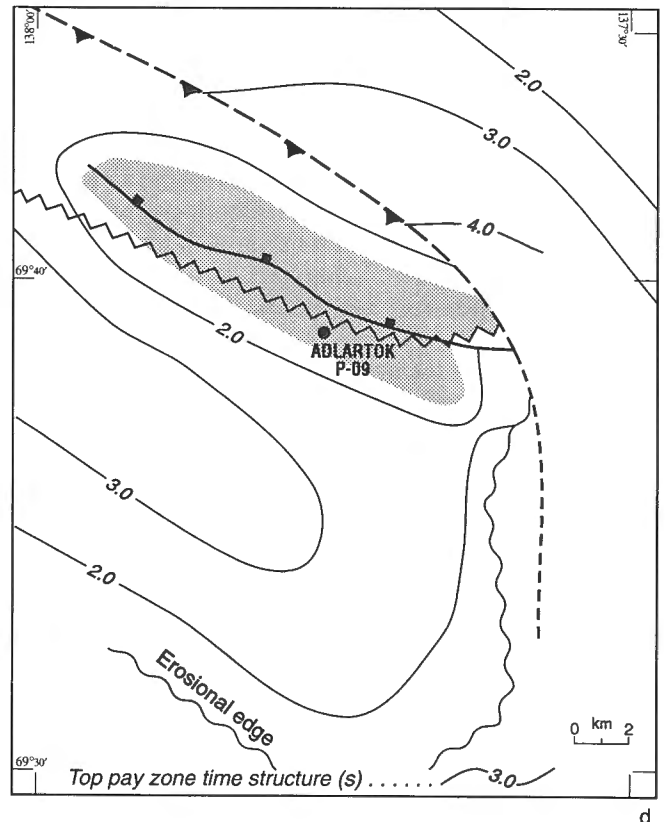 138°00'
137°30'
2.0
3.0
4.0
69°40'
2.0
ADLARTOK
P-09
3.0
2.0
Erosional edge
0 km 2
69°30'
Top pay zone time structure (s) ...... 3.0
d